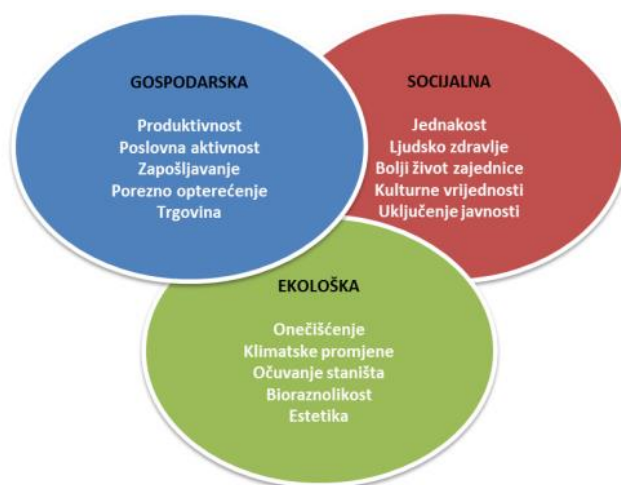 GOSPODARSKA
Produktivnost
Poslovna aktivnost
Zapošljavanje
Porezno opterećenje
Trgovina
SOCIJALNA
Jednakost
Ljudsko zdravlje
Bolji život zajednice
Kulturne vrijednosti
Uključenje javnosti
EKOLOŠKA
Onečišćenje
Klimatske promjene
Očuvanje staništa
Bioraznolikost
Estetika